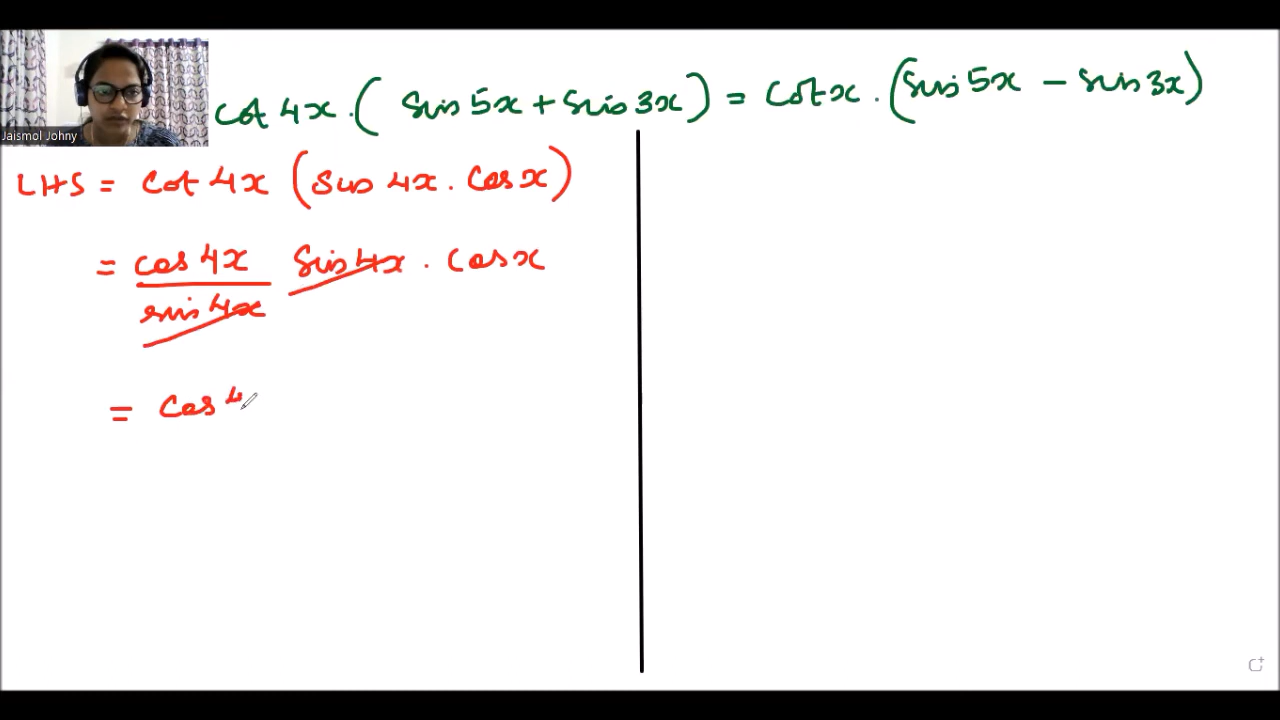 cot 4x . ( sin 5x + sin 3x ) = cot x . ( sin 5x - sin 3x )
Jaismol Johny
LHS = cot 4x ( sin 4x . cos x )
= cos 4x / sin 4x sin 4x . cos x
= cos 4